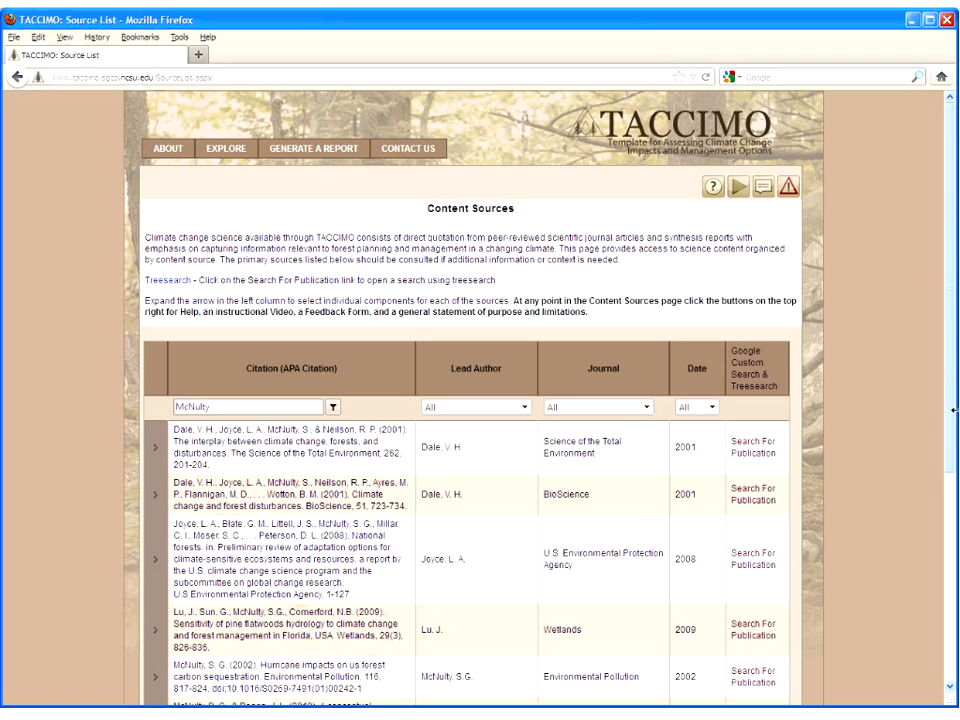 TACCIMO: Source List - Mozilla Firefox
File Edit View History Bookmarks Tools Help
TACCIMO: Source List
www.taccimo.sgcp.ncsu.edu/SourceList.aspx
Google
TACCIMO
Template for Assessing Climate Change
Impacts and Management Options
ABOUT EXPLORE GENERATE A REPORT CONTACT US
Content Sources
Climate change science available through TACCIMO consists of direct quotation from peer-reviewed scientific journal articles and synthesis reports with
emphasis on capturing information relevant to forest planning and management in a changing climate. This page provides access to science content organized
by content source. The primary sources listed below should be consulted if additional information or context is needed.
Treesearch - Click on the Search For Publication link to open a search using treesearch
Expand the arrow in the left column to select individual components for each of the sources. At any point in the Content Sources page click the buttons on the top
right for Help, an instructional Video, a Feedback Form, and a general statement of purpose and limitations.
Citation (APA Citation) Lead Author Journal Date
Google
Custom
Search &
Treesearch
McNulty All All All
Dale, V. H., Joyce, L. A., McNulty, S., & Neilson, R. P. (2001).
The interplay between climate change, forests, and
disturbances. The Science of the Total Environment, 262,
201-204.
Dale, V. H.
Science of the Total
Environment
2001
Search For
Publication
Dale, V. H., Joyce, L. A., McNulty, S., Neilson, R. P., Ayres, M.
P., Flannigan, M. D., . . . Wotton, B. M. (2001). Climate
change and forest disturbances. BioScience, 51, 723-734.
Dale, V. H.
BioScience
2001
Search For
Publication
Joyce, L. A., Blate, G. M., Littell, J. S., McNulty, S. G., Millar,
C. I., Moser, S. C., . . . Peterson, D. L. (2008). National
forests. in: Preliminary review of adaptation options for
climate-sensitive ecosystems and resources. a report by
the U.S. climate change science program and the
subcommittee on global change research.
U.S.Environmental Protection Agency, 1-127
Joyce, L. A.
U.S. Environmental Protection
Agency
2008
Search For
Publication
Lu, J., Sun, G., McNulty, S.G., Comerford, N.B. (2009).
Sensitivity of pine flatwoods hydrology to climate change
and forest management in Florida, USA. Wetlands, 29(3),
826-836.
Lu, J.
Wetlands
2009
Search For
Publication
McNulty, S. G. (2002). Hurricane impacts on us forest
carbon sequestration. Environmental Pollution, 116,
817-824. doi:10.1016/S0269-7491(01)00242-1
McNulty, S.G.
Environmental Pollution
2002
Search For
Publication